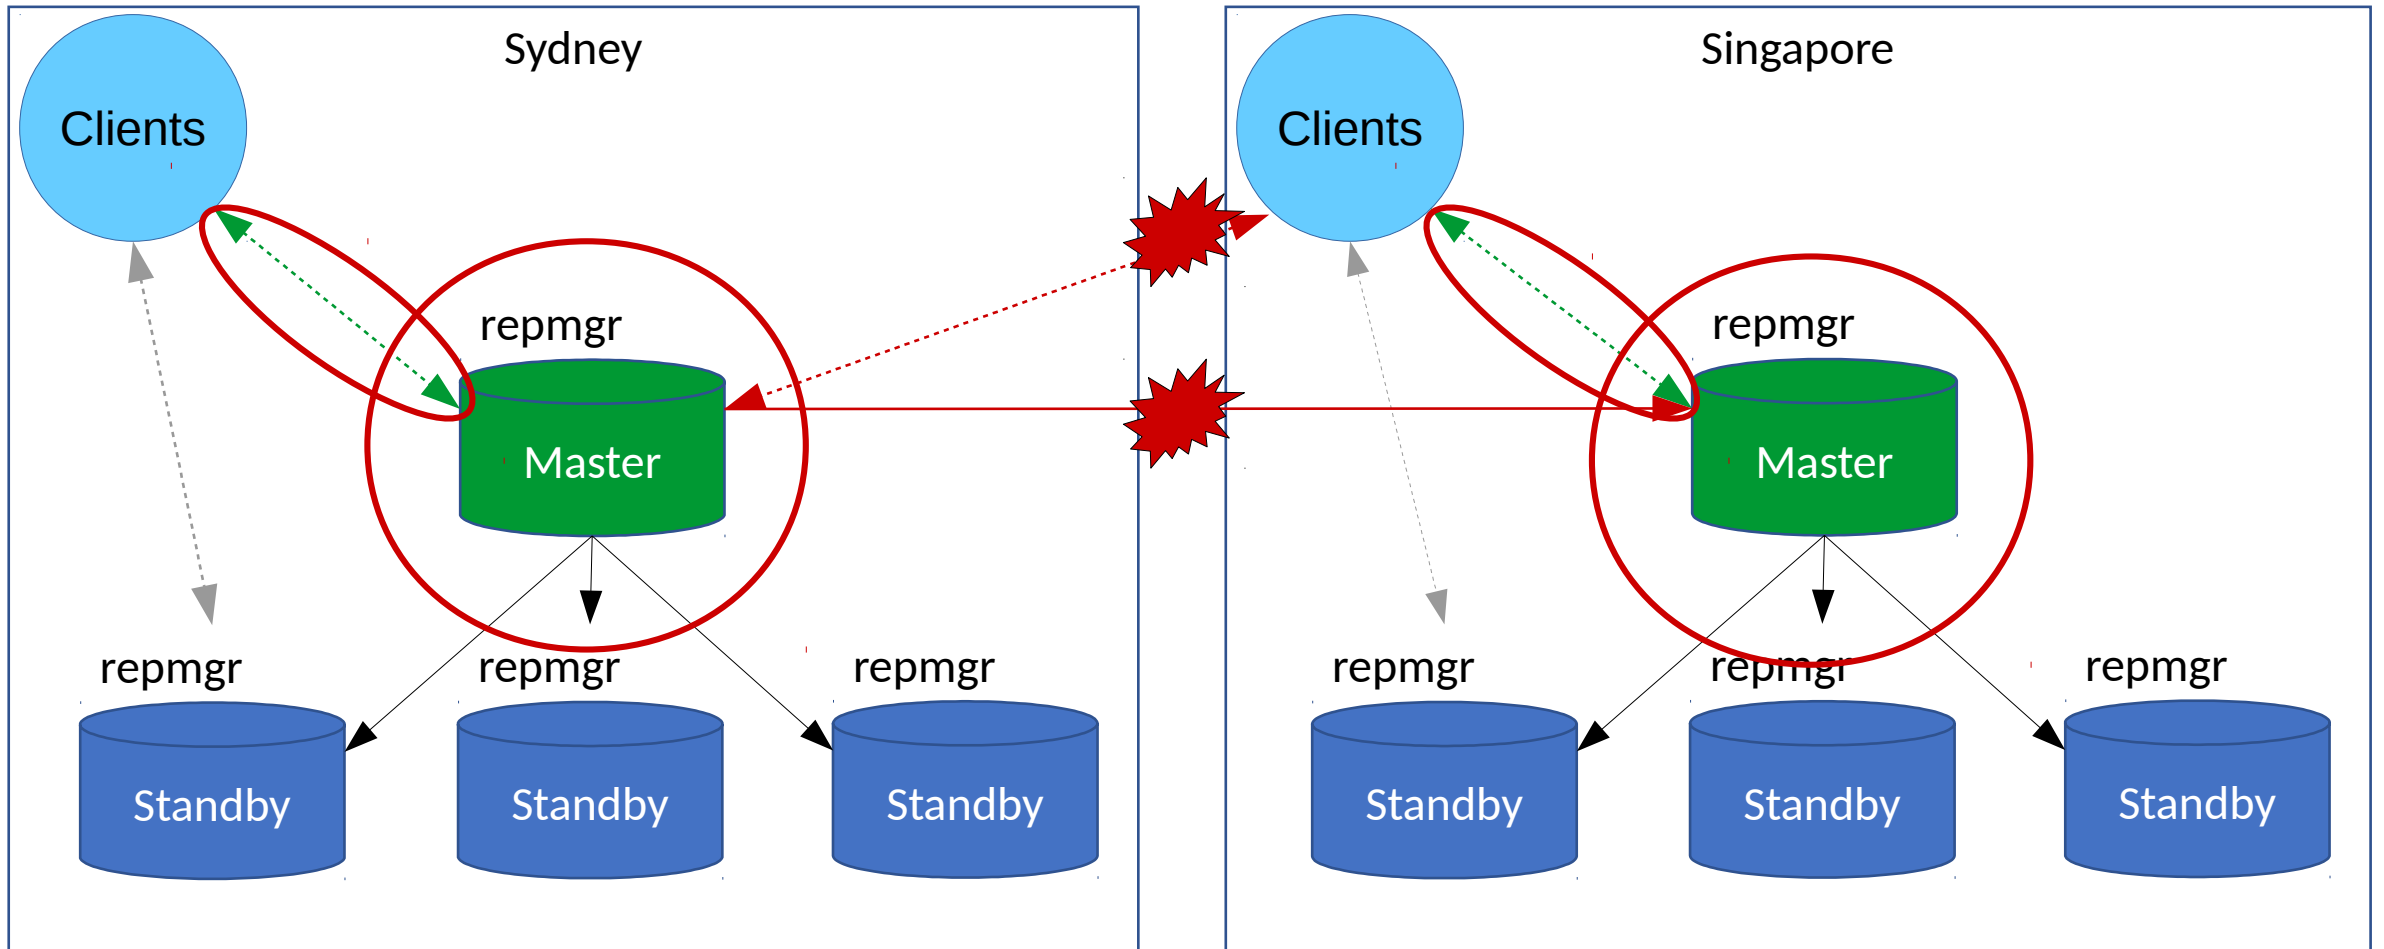 Sydney
Clients
repmgr
Master
repmgr
repmgr
repmgr
Standby
Standby
Standby
Singapore
Clients
repmgr
Master
repmgr
repmgr
repmgr
Standby
Standby
Standby